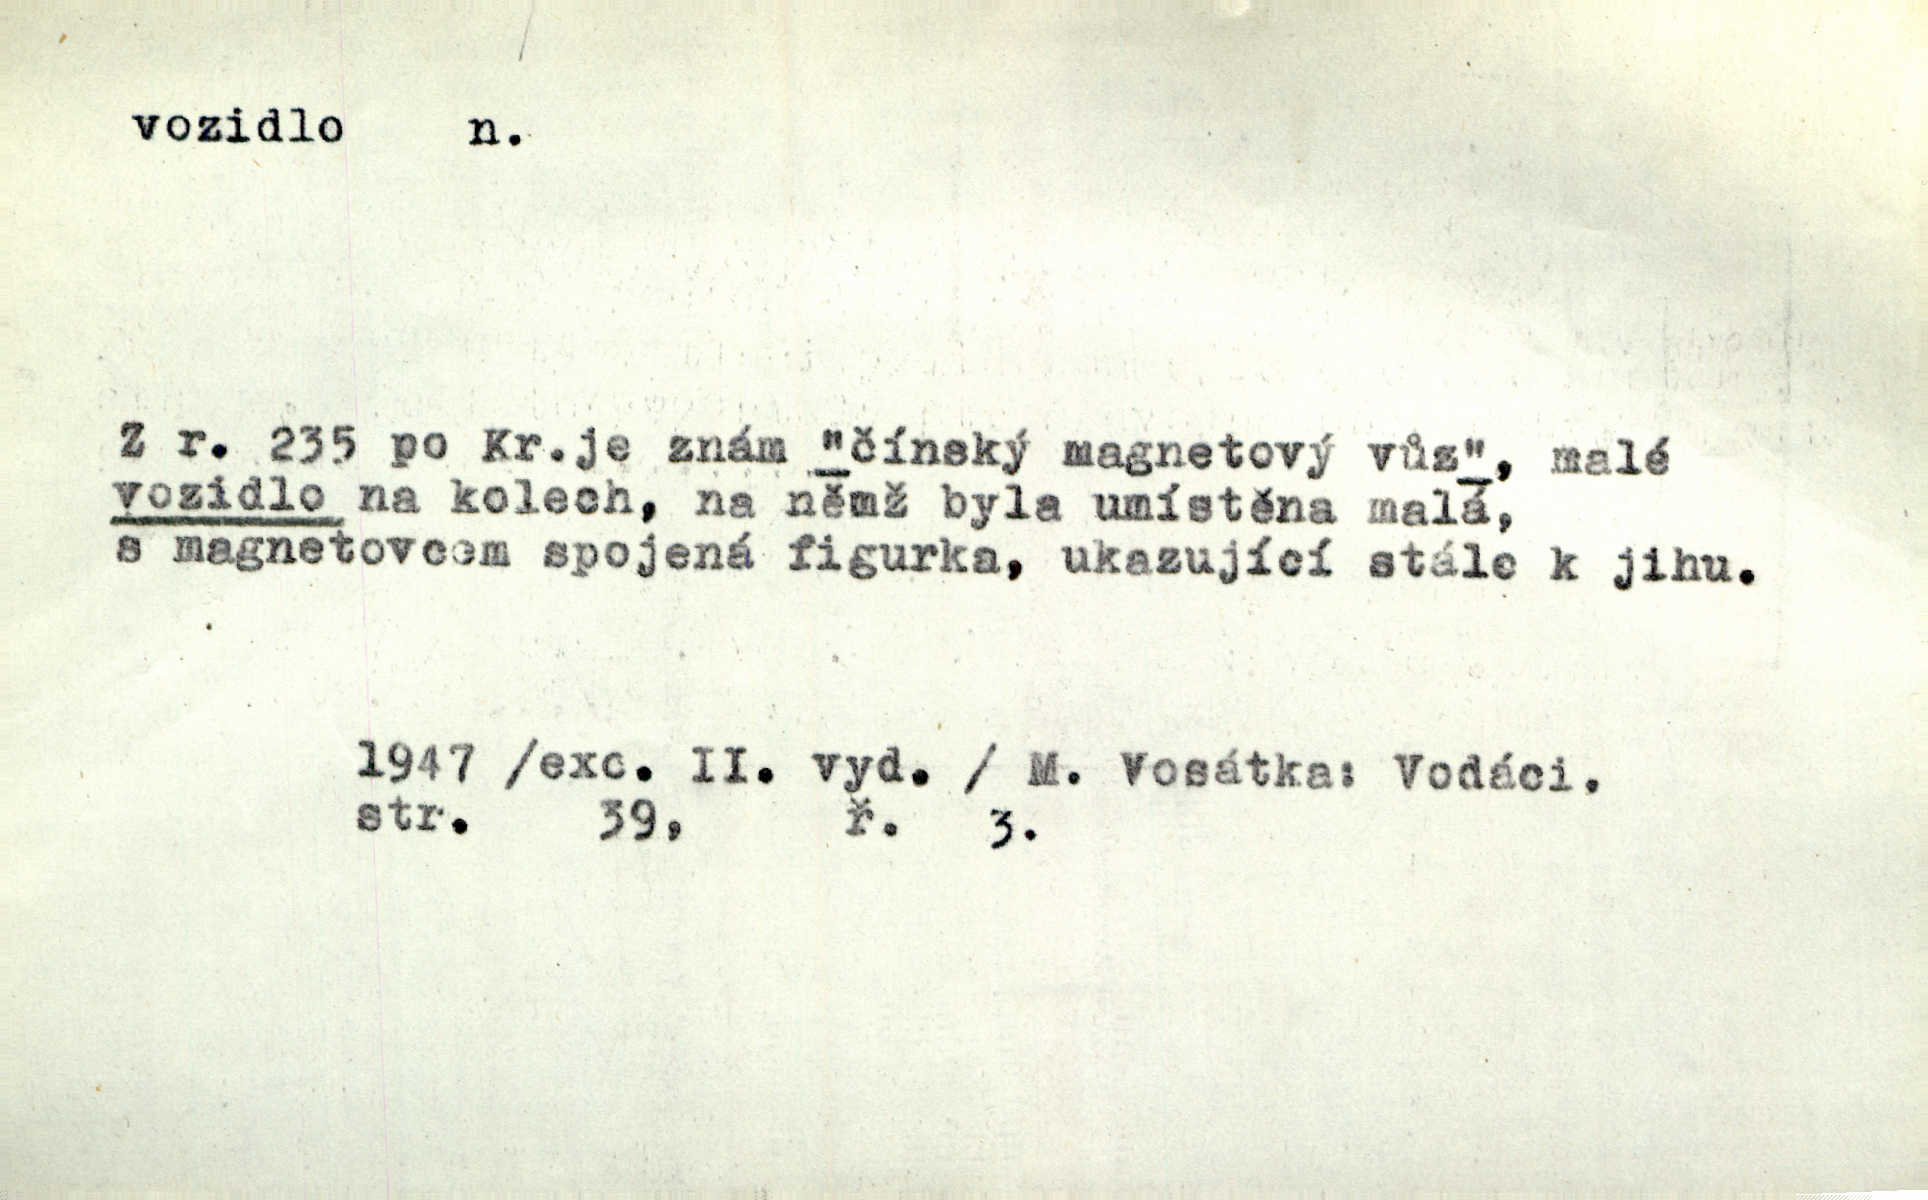 vozidlo n.
Z r. 235 po Kr.je znám "čínský magnetový vůz", malé
vozidlo na kolech, na němž byla umístěna malá,
s magnetovcem spojená figurka, ukazující stále k jihu.
1947 /exc. II. vyd. / M. Vosátka: Vodáci.
str. 39, ř. 3.